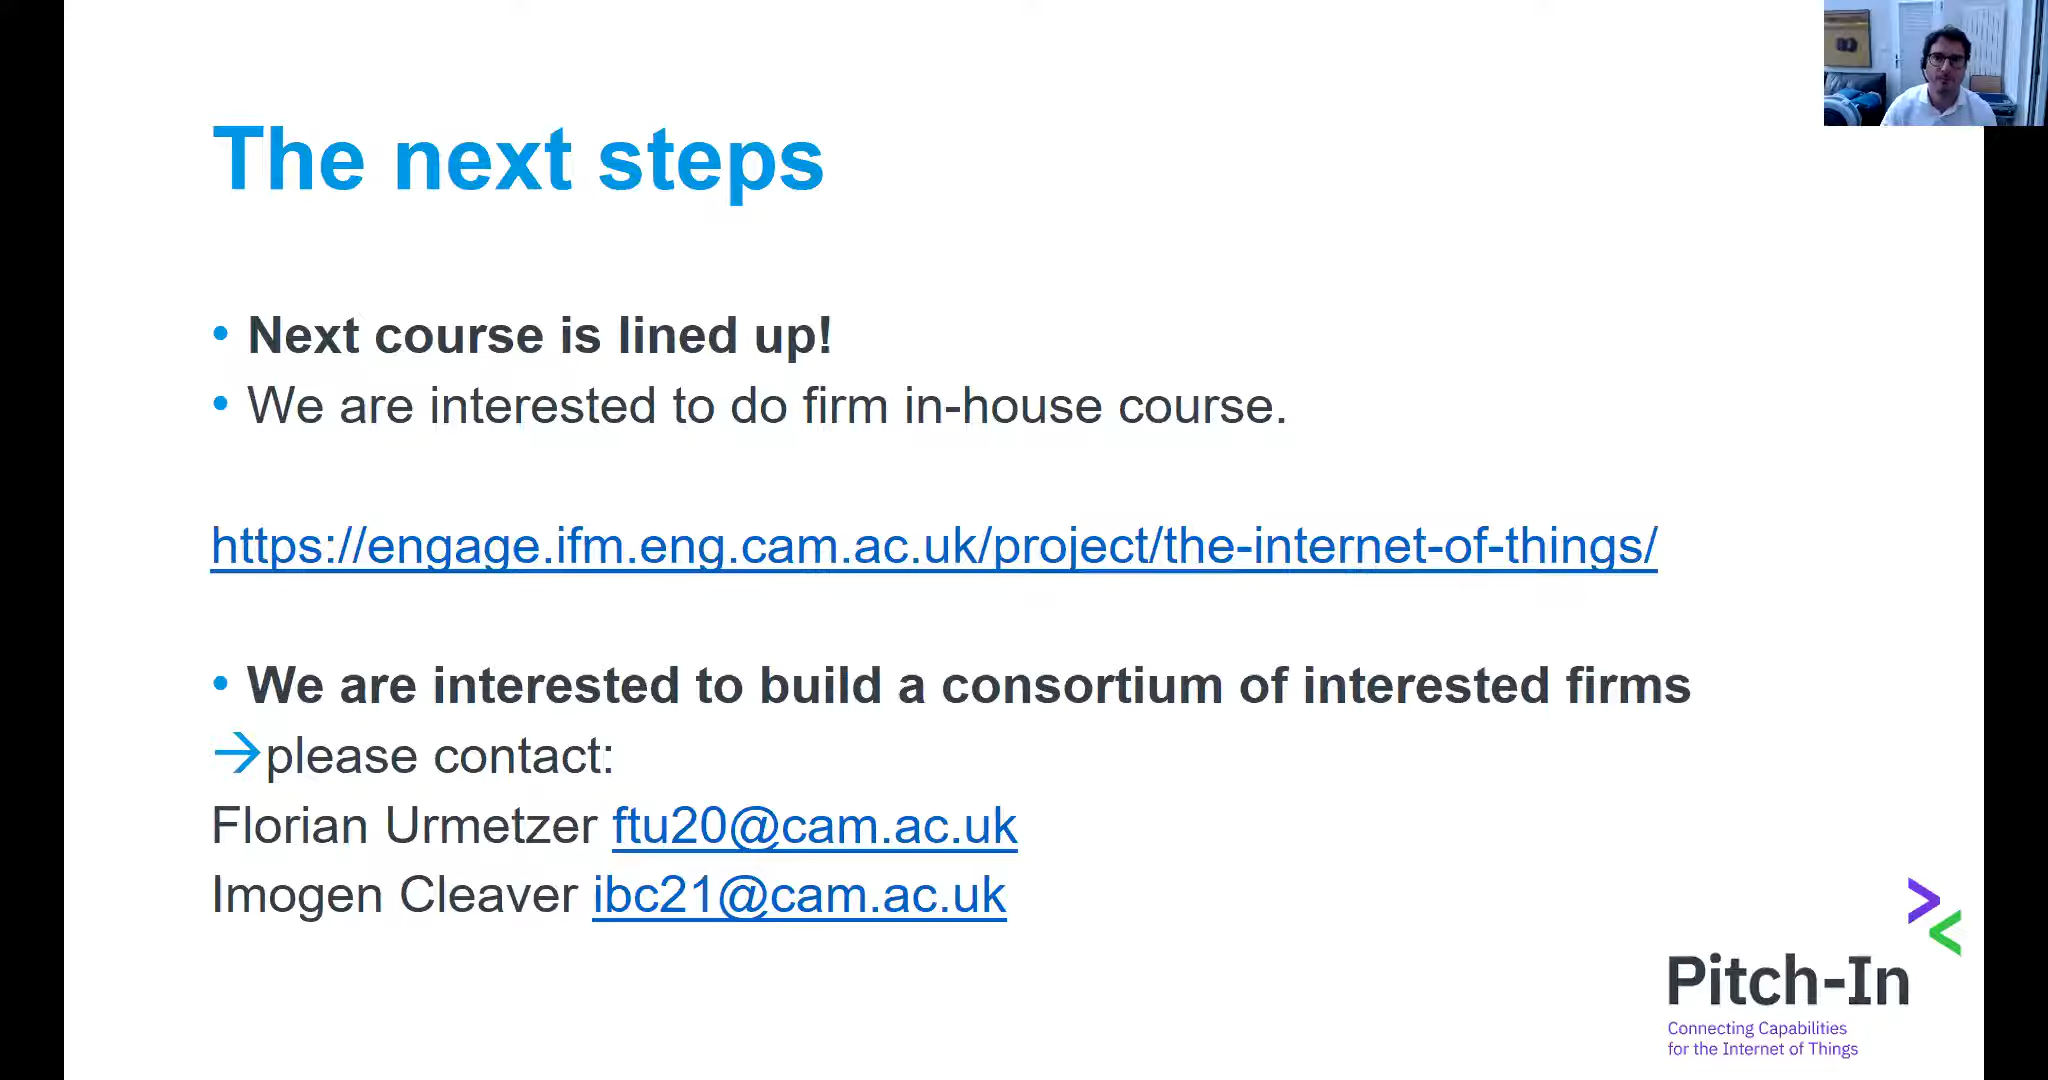 The next steps
• Next course is lined up!
• We are interested to do firm in-house course.
https://engage.ifm.eng.cam.ac.uk/project/the-internet-of-things/
• We are interested to build a consortium of interested firms
→please contact:
Florian Urmetzer ftu20@cam.ac.uk
Imogen Cleaver ibc21@cam.ac.uk
Pitch-In
Connecting Capabilities
for the Internet of Things